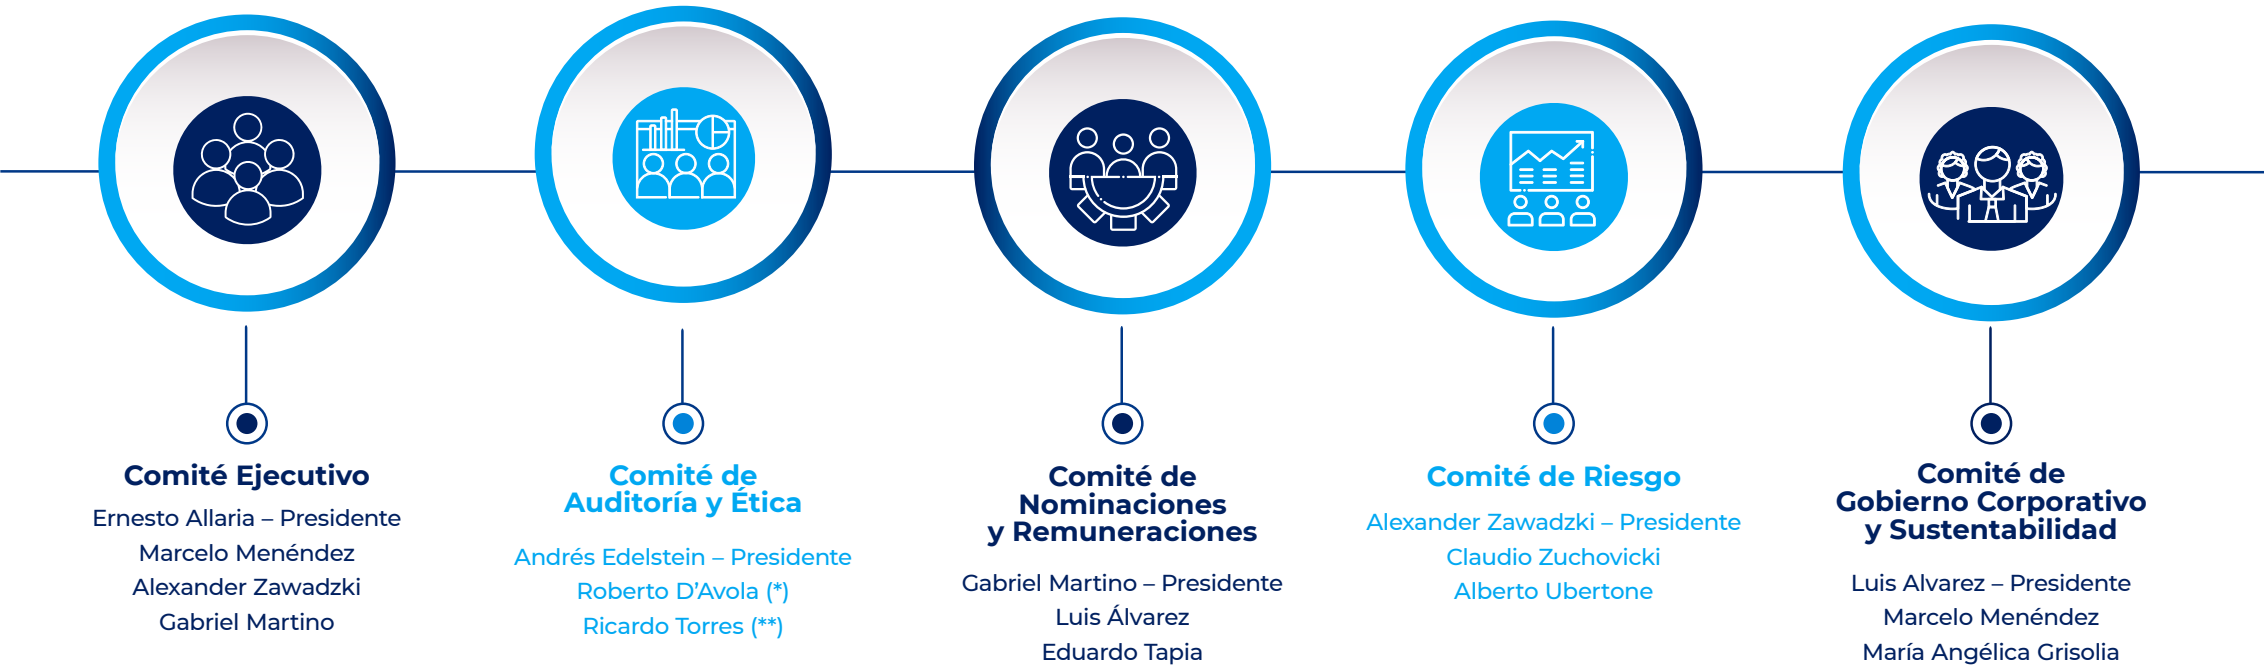 Comité Ejecutivo
Ernesto Allaria – Presidente
Marcelo Menéndez
Alexander Zawadzki
Gabriel Martino
Comité de
Auditoría y Ética
Andrés Edelstein – Presidente
Roberto D’Avola (*)
Ricardo Torres (**)
Comité de
Nominaciones
y Remuneraciones
Gabriel Martino – Presidente
Luis Álvarez
Eduardo Tapia
Comité de Riesgo
Alexander Zawadzki – Presidente
Claudio Zuchovicki
Alberto Ubertone
Comité de
Gobierno Corporativo
y Sustentabilidad
Luis Alvarez – Presidente
Marcelo Menéndez
María Angélica Grisolia